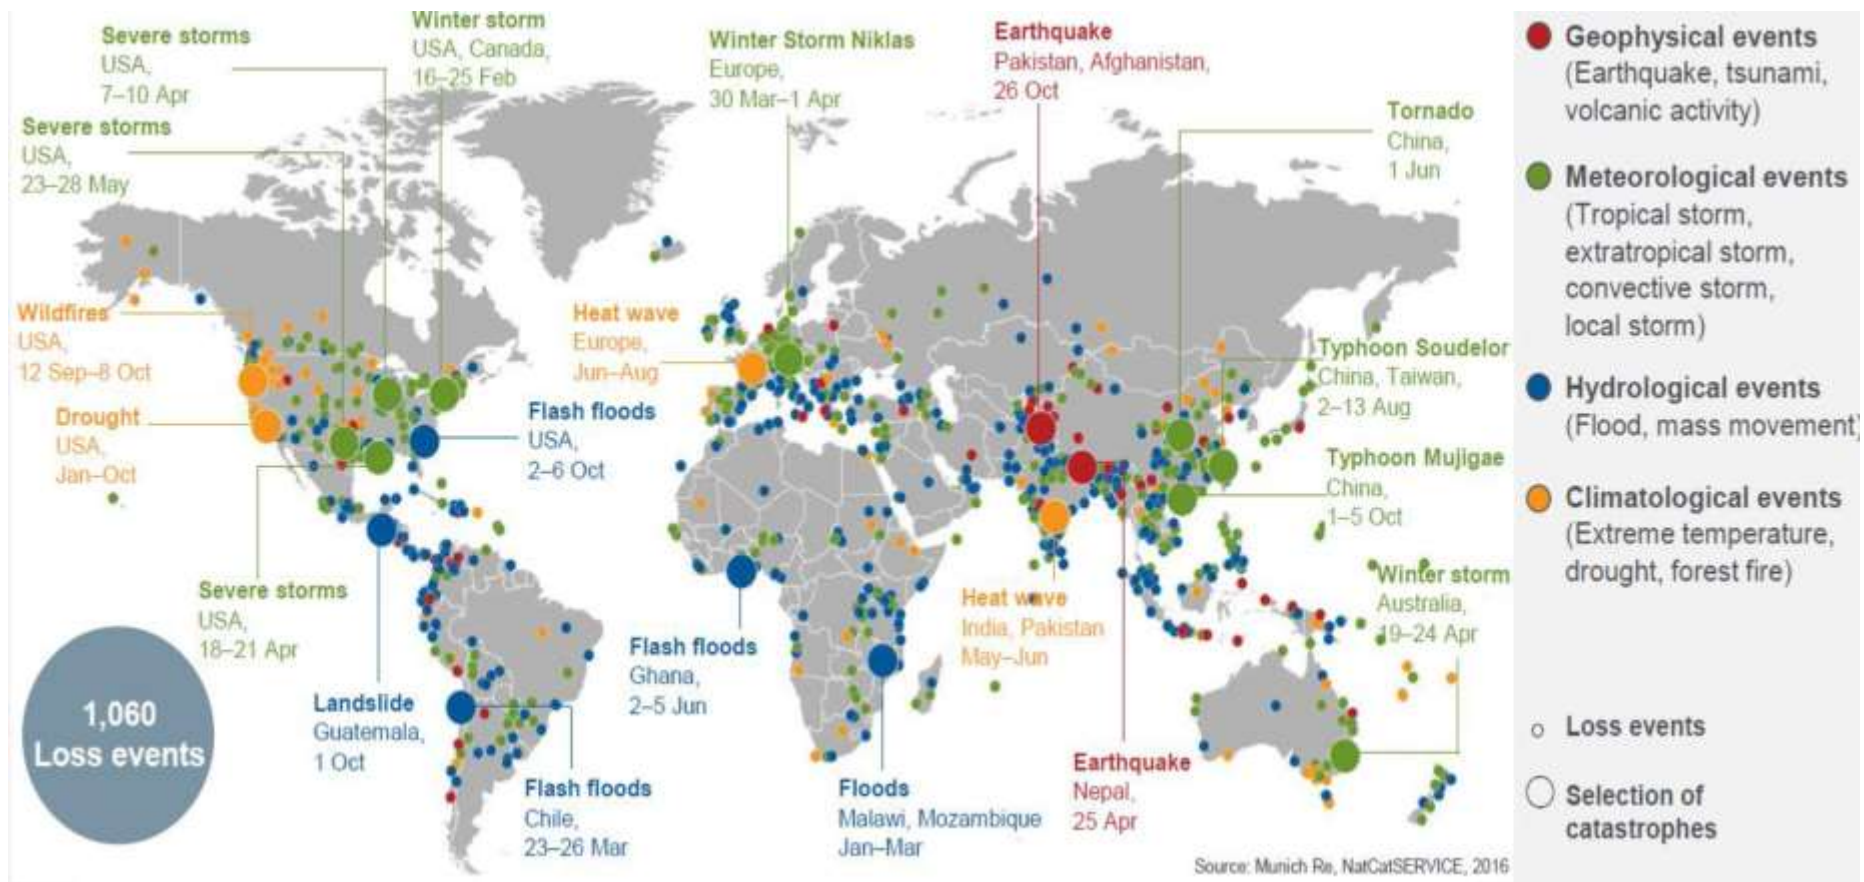 Severe storms
USA,
7–10 Apr
Winter storm
USA, Canada,
16–25 Feb
Winter Storm Niklas
Europe,
30 Mar–1 Apr
Earthquake
Pakistan, Afghanistan,
26 Oct
Tornado
China,
1 Jun
Severe storms
USA,
23–28 May
Wildfires
USA,
12 Sep–8 Oct
Heat wave
Europe,
Jun–Aug
Typhoon Soudelor
China, Taiwan,
2–13 Aug
Drought
USA,
Jan–Oct
Flash floods
USA,
2–6 Oct
Typhoon Mujigae
China,
1–5 Oct
Severe storms
USA,
18–21 Apr
Heat wave
India, Pakistan
May–Jun
Winter storm
Australia,
19–24 Apr
Flash floods
Ghana,
2–5 Jun
1,060
Loss events
Landslide
Guatemala,
1 Oct
Flash floods
Chile,
23–26 Mar
Floods
Malawi, Mozambique
Jan–Mar
Earthquake
Nepal,
25 Apr
Source: Munich Re, NatCatSERVICE, 2016
Geophysical events
(Earthquake, tsunami,
volcanic activity)
Meteorological events
(Tropical storm,
extratropical storm,
convective storm,
local storm)
Hydrological events
(Flood, mass movement)
Climatological events
(Extreme temperature,
drought, forest fire)
Loss events
Selection of
catastrophes